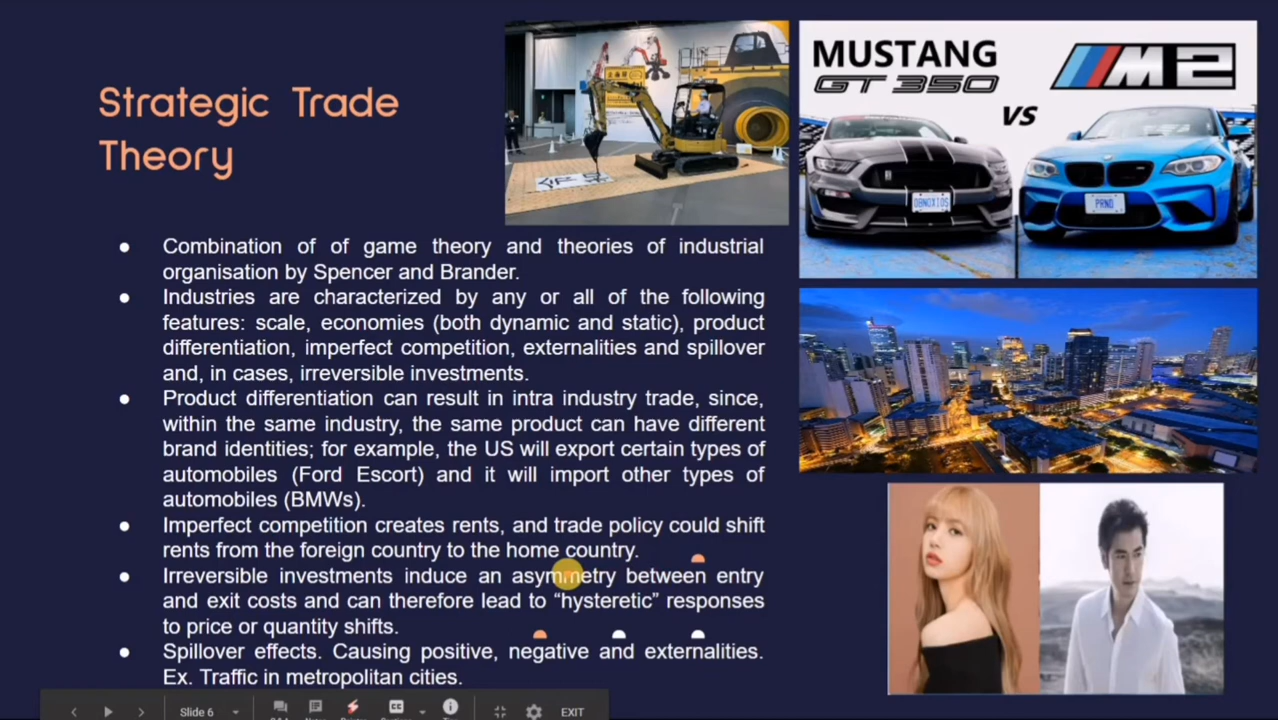 Strategic Trade
Theory
MUSTANG
GT 350
VS
M2
OBNOXIOS
PRND
Combination of of game theory and theories of industrial
organisation by Spencer and Brander.
Industries are characterized by any or all of the following
features: scale, economies (both dynamic and static), product
differentiation, imperfect competition, externalities and spillover
and, in cases, irreversible investments.
Product differentiation can result in intra industry trade, since,
within the same industry, the same product can have different
brand identities; for example, the US will export certain types of
automobiles (Ford Escort) and it will import other types of
automobiles (BMWs).
Imperfect competition creates rents, and trade policy could shift
rents from the foreign country to the home country.
Irreversible investments induce an asymmetry between entry
and exit costs and can therefore lead to “hysteretic” responses
to price or quantity shifts.
Spillover effects. Causing positive, negative and externalities.
Ex. Traffic in metropolitan cities.
Slide 6
EXIT